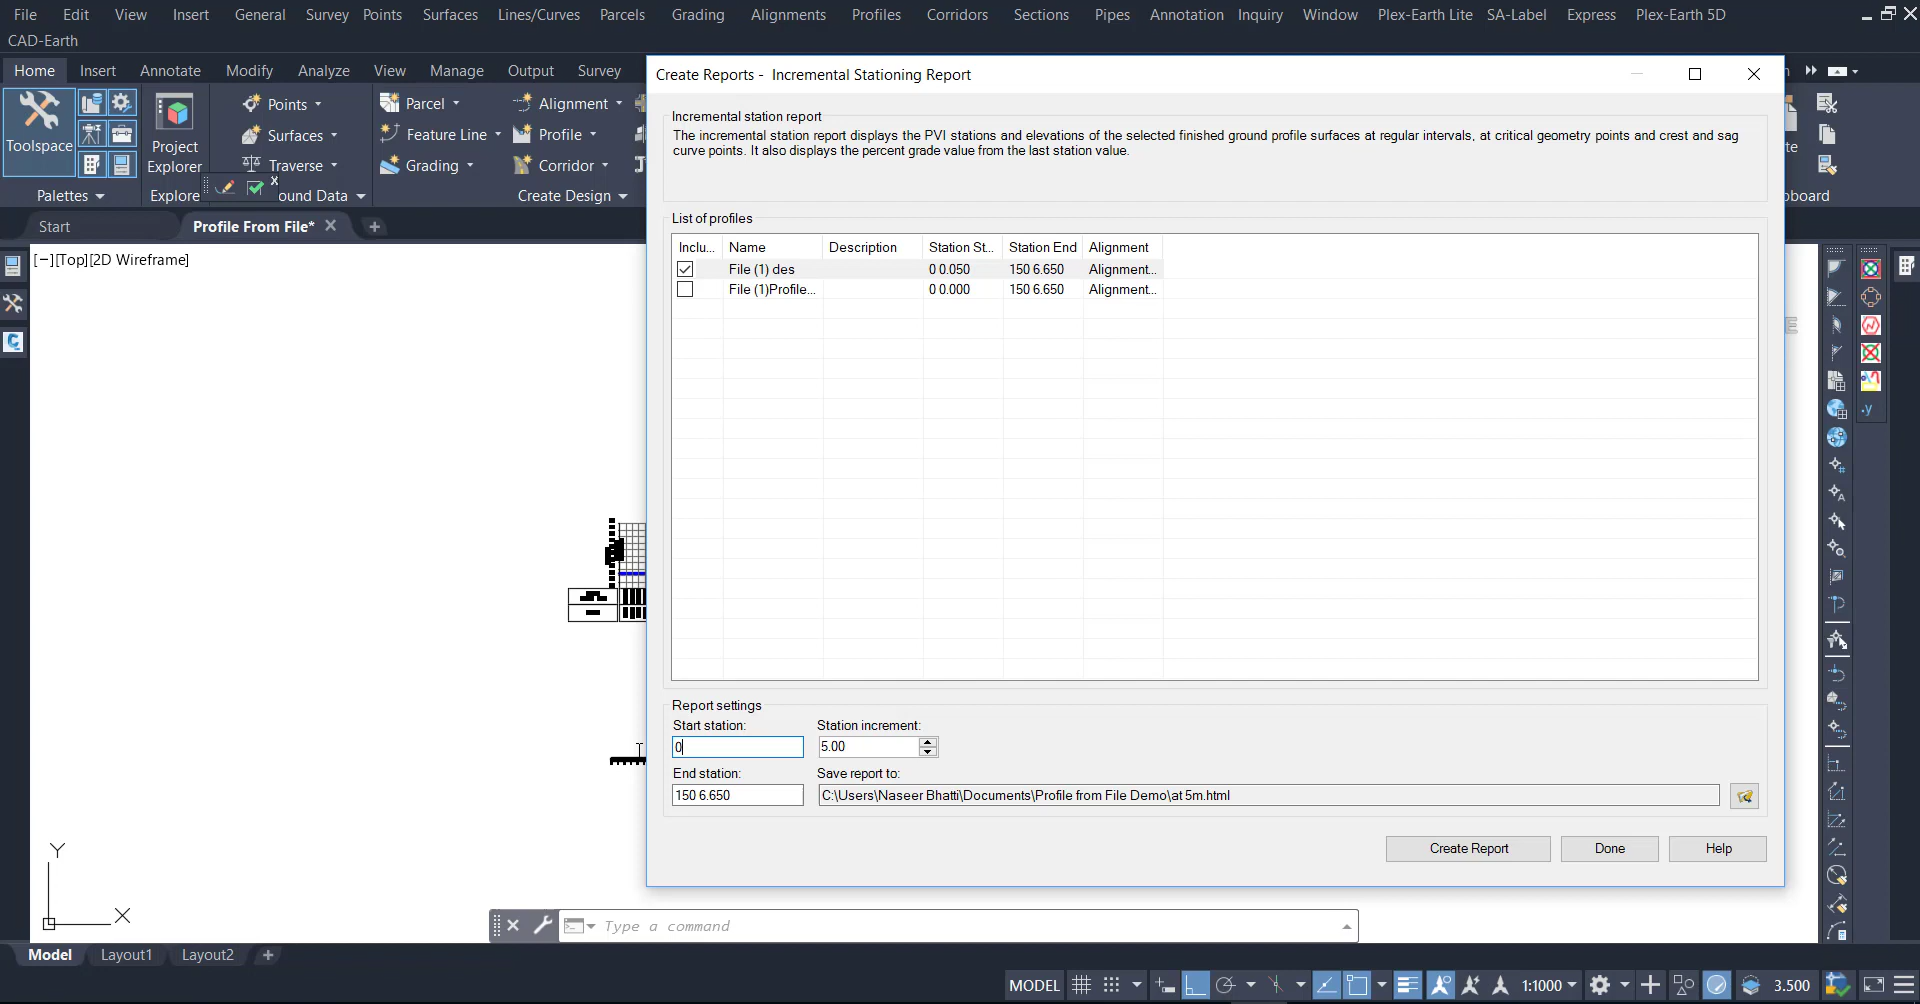 File Edit View Insert General Survey Points Surfaces Lines/Curves Parcels Grading Alignments Profiles Corridors Sections Pipes Annotation Inquiry Window Plex-Earth Lite SA-Label Express Plex-Earth 5D
CAD-Earth
Home Insert Annotate Modify Analyze View Manage Output Survey
Toolspace
Project
Explorer
Points
Surfaces
Traverse
Parcel
Feature Line
Grading
Alignment
Profile
Corridor
Palettes
Explore
ound Data
Create Design
Start
Profile From File*
[−][Top][2D Wireframe]
Create Reports - Incremental Stationing Report
Incremental station report
The incremental station report displays the PVI stations and elevations of the selected finished ground profile surfaces at regular intervals, at critical geometry points and crest and sag
curve points. It also displays the percent grade value from the last station value.
List of profiles
Inclu... Name Description Station St... Station End Alignment
File (1) des 0 0.050 150 6.650 Alignment...
File (1)Profile... 0 0.000 150 6.650 Alignment...
Report settings
Start station: Station increment:
0 5.00
End station: Save report to:
150 6.650 C:\Users\Naseer Bhatti\Documents\Profile from File Demo\at 5m.html
Create Report Done Help
te
board
E
.y
Y
X
Type a command
Model Layout1 Layout2
MODEL 1:1000 3.500